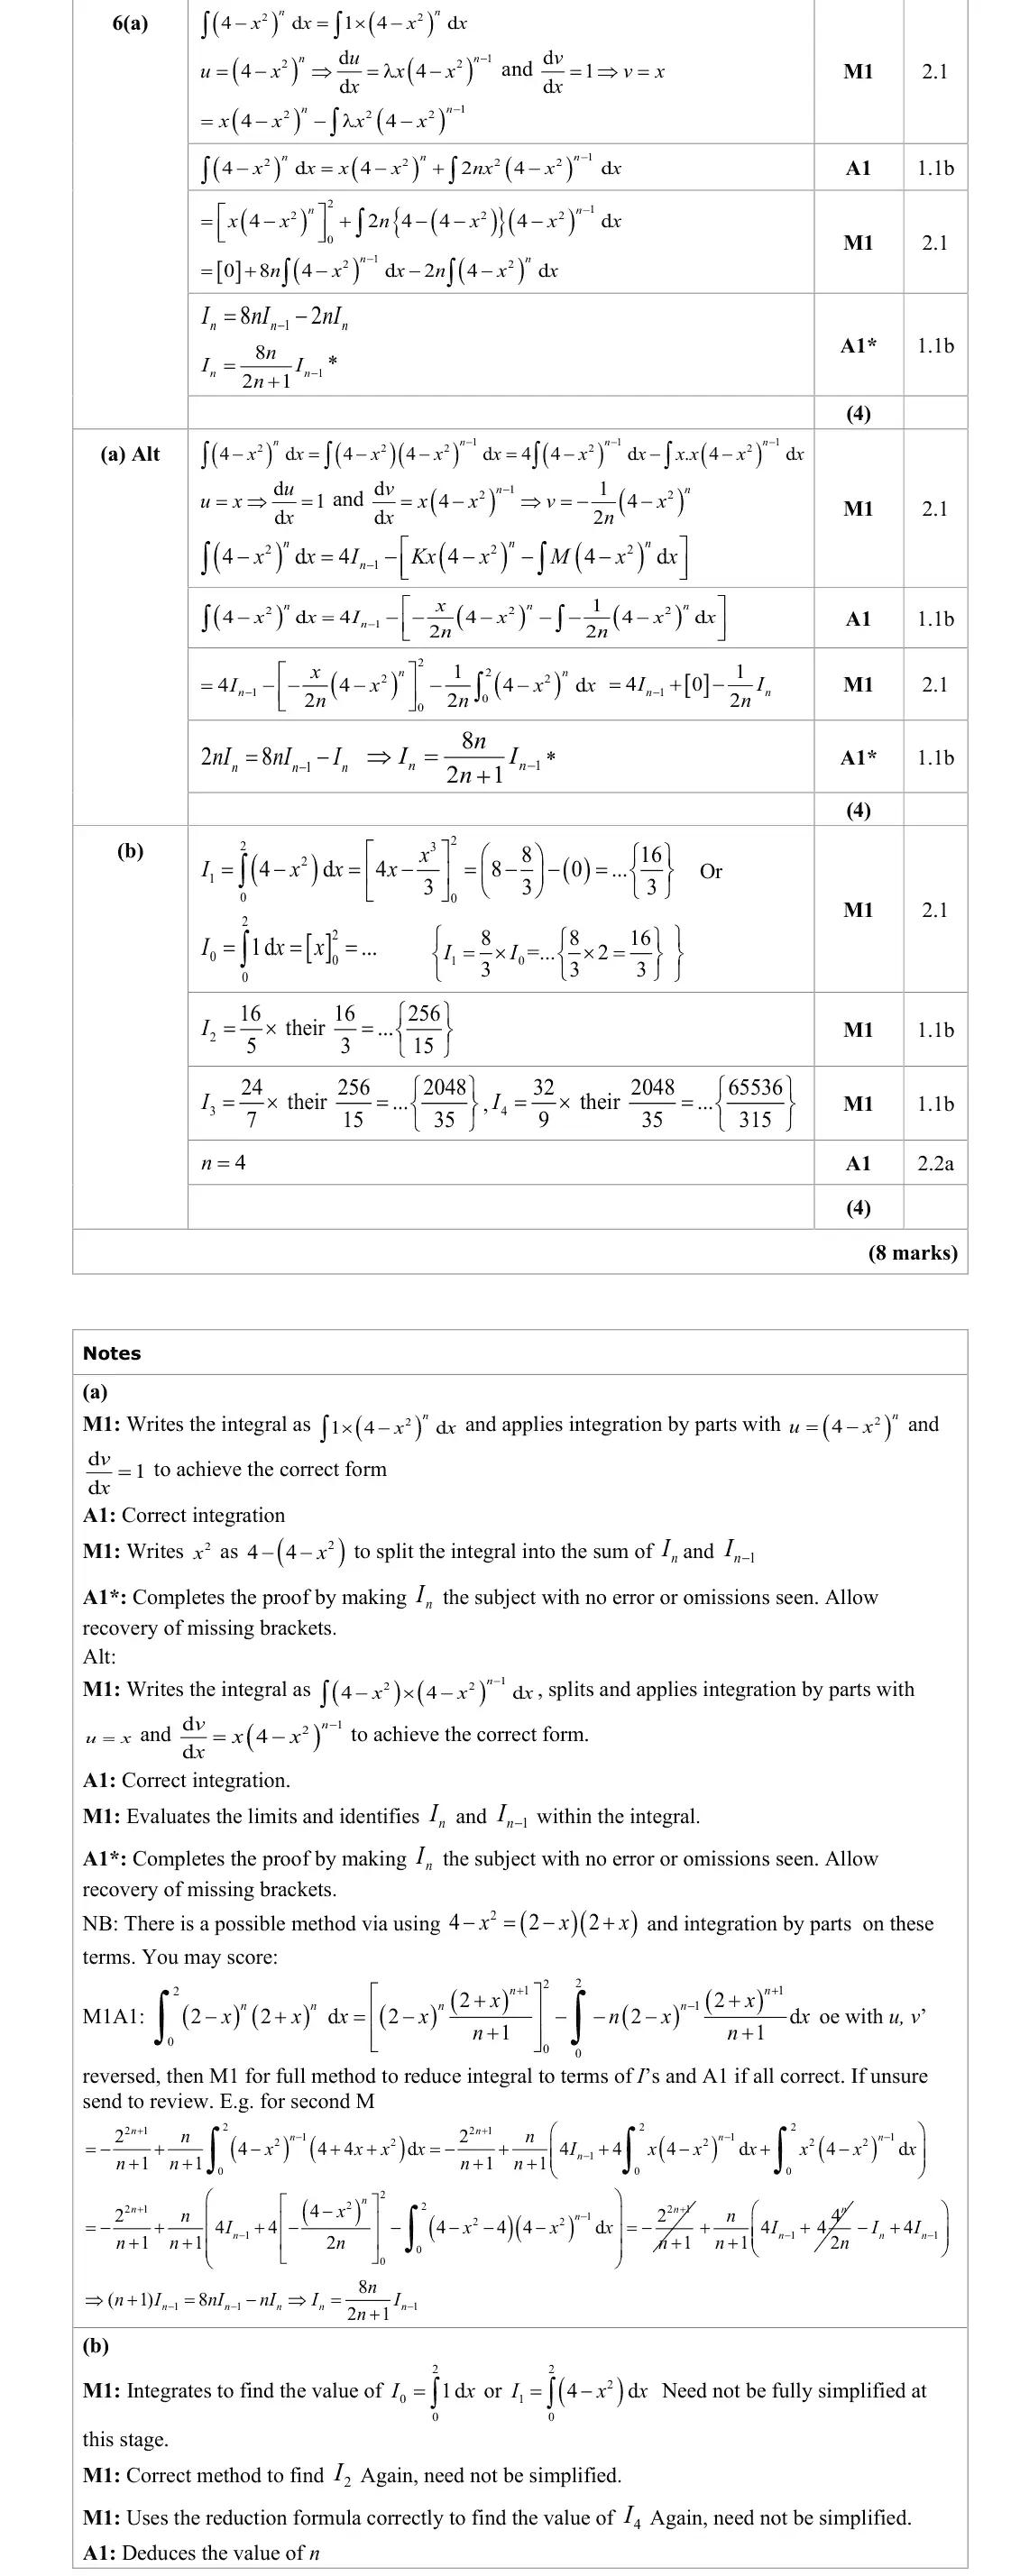 6(a)
∫(4 − x²)ⁿ dx = ∫1×(4 − x²)ⁿ dx
u = (4 − x²)ⁿ ⇒ du/dx = λx(4 − x²)ⁿ⁻¹ and dv/dx = 1 ⇒ v = x
= x(4 − x²)ⁿ − ∫λx²(4 − x²)ⁿ⁻¹
M1 2.1
∫(4 − x²)ⁿ dx = x(4 − x²)ⁿ + ∫2nx²(4 − x²)ⁿ⁻¹ dx A1 1.1b
= [x(4 − x²)ⁿ]₀² + ∫2n{4 − (4 − x²)}(4 − x²)ⁿ⁻¹ dx
= [0] + 8n∫(4 − x²)ⁿ⁻¹ dx − 2n∫(4 − x²)ⁿ dx
M1 2.1
Iₙ = 8nIₙ₋₁ − 2nIₙ
Iₙ = 8n/(2n+1) Iₙ₋₁ *
A1* 1.1b
(4)
(a) Alt
∫(4 − x²)ⁿ dx = ∫(4 − x²)(4 − x²)ⁿ⁻¹ dx = 4∫(4 − x²)ⁿ⁻¹ dx − ∫x.x(4 − x²)ⁿ⁻¹ dx
u = x ⇒ du/dx = 1 and dv/dx = x(4 − x²)ⁿ⁻¹ ⇒ v = −1/2n (4 − x²)ⁿ
∫(4 − x²)ⁿ dx = 4Iₙ₋₁ − [Kx(4 − x²)ⁿ − ∫M(4 − x²)ⁿ dx]
M1 2.1
∫(4 − x²)ⁿ dx = 4Iₙ₋₁ − [−x/2n (4 − x²)ⁿ − ∫−1/2n (4 − x²)ⁿ dx] A1 1.1b
= 4Iₙ₋₁ − [−x/2n (4 − x²)ⁿ]₀² − 1/2n ∫₀²(4 − x²)ⁿ dx = 4Iₙ₋₁ + [0] − 1/2n Iₙ M1 2.1
2nIₙ = 8nIₙ₋₁ − Iₙ ⇒ Iₙ = 8n/(2n+1) Iₙ₋₁ * A1* 1.1b
(4)
(b)
I₁ = ∫₀²(4 − x²)dx = [4x − x³/3]₀² = (8 − 8/3) − (0) = ...{16/3} Or
I₀ = ∫₀² 1 dx = [x]₀² = ... {I₁ = 8/3 × I₀ = ...{8/3 × 2 = 16/3}}
M1 2.1
I₂ = 16/5 × their 16/3 = ...{256/15} M1 1.1b
I₃ = 24/7 × their 256/15 = ...{2048/35}, I₄ = 32/9 × their 2048/35 = ...{65536/315} M1 1.1b
n = 4 A1 2.2a
(4)
(8 marks)
Notes
(a)
M1: Writes the integral as ∫1×(4 − x²)ⁿ dx and applies integration by parts with u = (4 − x²)ⁿ and
dv/dx = 1 to achieve the correct form
A1: Correct integration
M1: Writes x² as 4 − (4 − x²) to split the integral into the sum of Iₙ and Iₙ₋₁
A1*: Completes the proof by making Iₙ the subject with no error or omissions seen. Allow
recovery of missing brackets.
Alt:
M1: Writes the integral as ∫(4 − x²)×(4 − x²)ⁿ⁻¹ dx, splits and applies integration by parts with
u = x and dv/dx = x(4 − x²)ⁿ⁻¹ to achieve the correct form.
A1: Correct integration.
M1: Evaluates the limits and identifies Iₙ and Iₙ₋₁ within the integral.
A1*: Completes the proof by making Iₙ the subject with no error or omissions seen. Allow
recovery of missing brackets.
NB: There is a possible method via using 4 − x² = (2 − x)(2 + x) and integration by parts on these
terms. You may score:
M1A1: ∫₀²(2 − x)ⁿ(2 + x)ⁿ dx = [(2 − x)ⁿ (2 + x)ⁿ⁺¹/(n+1)]₀² − ∫₀² −n(2 − x)ⁿ⁻¹ (2 + x)ⁿ⁺¹/(n+1) dx oe with u, v’
reversed, then M1 for full method to reduce integral to terms of I’s and A1 if all correct. If unsure
send to review. E.g. for second M
= −2²ⁿ⁺¹/(n+1) + n/(n+1) ∫₀²(4 − x²)ⁿ⁻¹(4 + 4x + x²)dx = −2²ⁿ⁺¹/(n+1) + n/(n+1) (4Iₙ₋₁ + 4∫₀² x(4 − x²)ⁿ⁻¹ dx + ∫₀² x²(4 − x²)ⁿ⁻¹ dx)
= −2²ⁿ⁺¹/(n+1) + n/(n+1) (4Iₙ₋₁ + 4[−(4 − x²)ⁿ/2n]₀² − ∫₀²(4 − x² − 4)(4 − x²)ⁿ⁻¹ dx) = −2²ⁿ⁺¹/(n+1) + n/(n+1) (4Iₙ₋₁ + 4 4ⁿ/2n − Iₙ + 4Iₙ₋₁)
⇒ (n+1)Iₙ₋₁ = 8nIₙ₋₁ − nIₙ ⇒ Iₙ = 8n/(2n+1) Iₙ₋₁
(b)
M1: Integrates to find the value of I₀ = ∫₀² 1 dx or I₁ = ∫₀²(4 − x²)dx Need not be fully simplified at
this stage.
M1: Correct method to find I₂ Again, need not be simplified.
M1: Uses the reduction formula correctly to find the value of I₄ Again, need not be simplified.
A1: Deduces the value of n